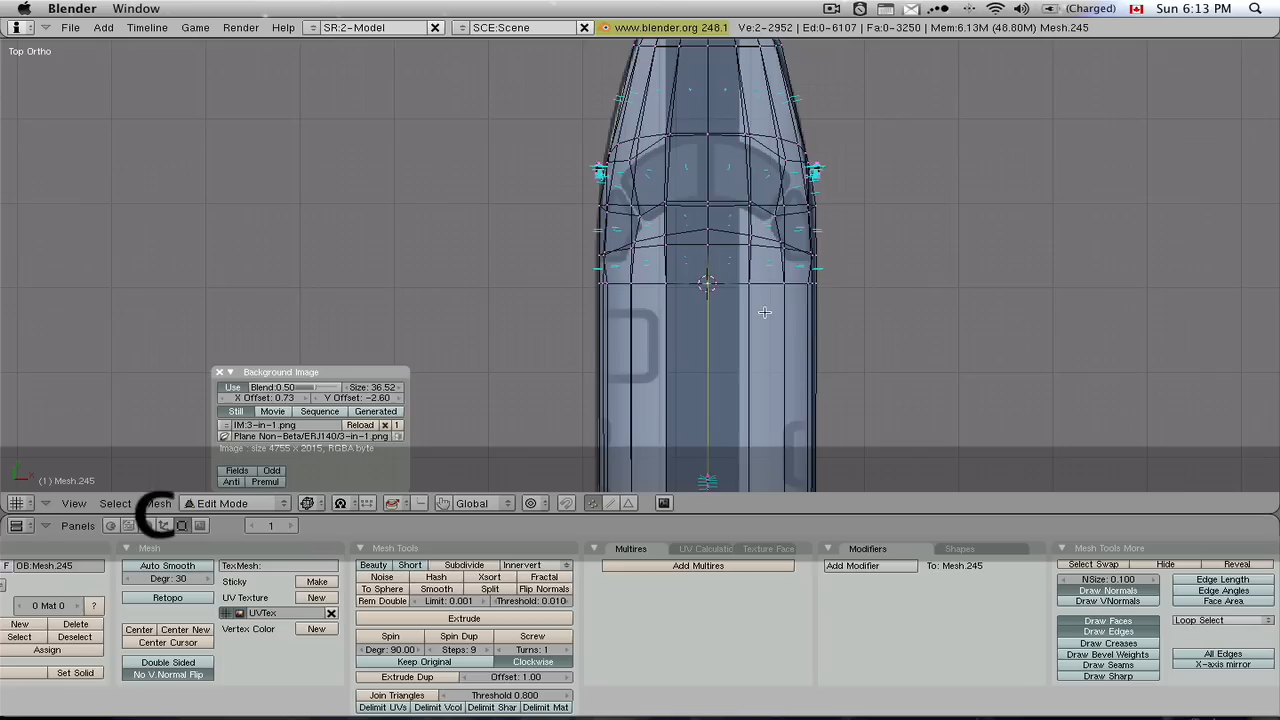 Blender Window (Charged) Sun 6:13 PM
File Add Timeline Game Render Help SR:2-Model SCE:Scene www.blender.org 248.1 Ve:2-2952 | Ed:0-6107 | Fa:0-3250 | Mem:6.13M (48.80M) Mesh.245
Top Ortho
Background Image
Use Blend:0.50 Size: 36.52
X Offset: 0.73 Y Offset: -2.60
Still Movie Sequence Generated
IM:3-in-1.png Reload 1
Plane Non-Beta/ERJ140/3-in-1.png
Image : size 4755 x 2015, RGBA byte
Fields Odd
Anti Premul
(1) Mesh.245
C
View Select Mesh Edit Mode Global
Panels 1
Mesh Mesh Tools Multires UV Calculatic Texture Face Modifiers Shapes Mesh Tools More
F OB:Mesh.245 Auto Smooth TexMesh: Beauty Short Subdivide Innervert Add Multires Add Modifier To: Mesh.245 Select Swap Hide Reveal
Degr: 30 Sticky Make Noise Hash Xsort Fractal NSize: 0.100 Edge Length
To Sphere Smooth Split Flip Normals Draw Normals Edge Angles
0 Mat 0 ? Retopo UV Texture New Rem Double Limit: 0.001 Threshold: 0.010 Draw VNormals Face Area
UVTex Extrude
New Delete Center Center New Vertex Color New Draw Faces Loop Select
Select Deselect Center Cursor Spin Spin Dup Screw Draw Edges
Assign Degr: 90.00 Steps: 9 Turns: 1 Draw Creases All Edges
Double Sided Keep Original Clockwise Draw Bevel Weights X-axis mirror
Set Solid No V.Normal Flip Extrude Dup Offset: 1.00 Draw Seams
Draw Sharp
Join Triangles Threshold 0.800
Delimit UVs Delimit Vcol Delimit Shar Delimit Mat